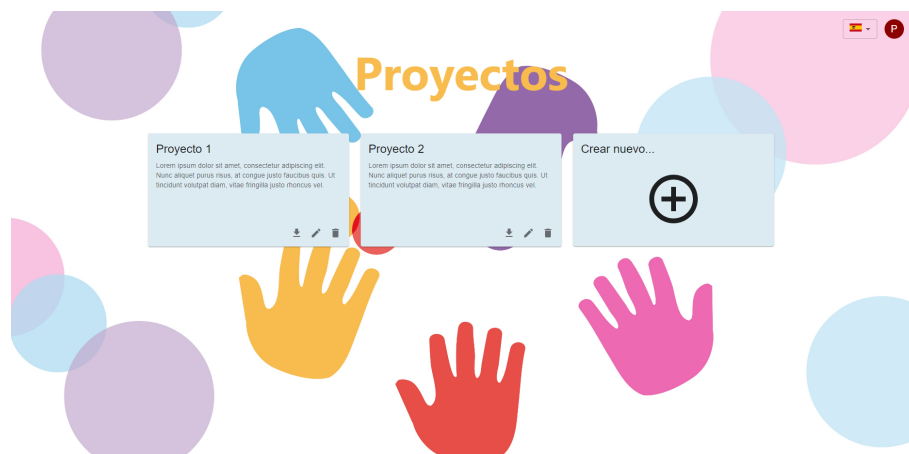 P
Proyectos
Proyecto 1
Lorem ipsum dolor sit amet, consectetur adipiscing elit.
Nunc aliquet purus risus, at congue justo faucibus quis. Ut
tincidunt volutpat diam, vitae fringilla justo rhoncus vel.
Proyecto 2
Lorem ipsum dolor sit amet, consectetur adipiscing elit.
Nunc aliquet purus risus, at congue justo faucibus quis. Ut
tincidunt volutpat diam, vitae fringilla justo rhoncus vel.
Crear nuevo...